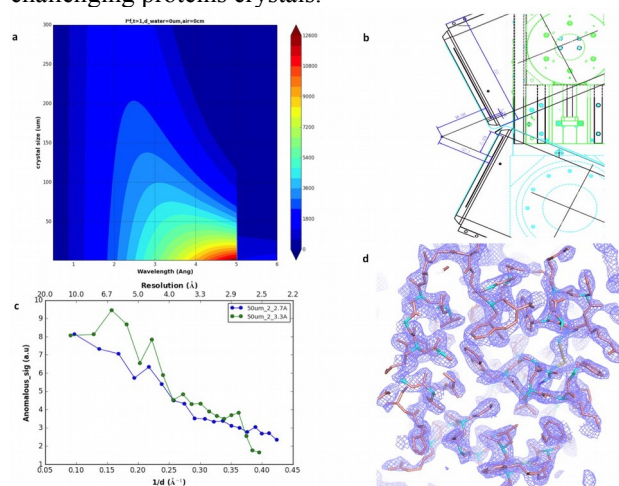 challenging proteins crystals.
a
I*f,t=1,d_water=0um,air=0cm
b
crystal size (um)
300
250
200
150
100
50
1
2
3
4
5
6
Wavelength (Ang)
12600
10800
9000
7200
5400
3600
1800
0
Resolution (Å)
20.0 10.0 6.7 5.0 4.0 3.3 2.9 2.5 2.2
c
50um_2_2.7A
50um_2_3.3A
Anomalous_sig (a.u)
10
9
8
7
6
5
4
3
2
1
0.05 0.10 0.15 0.20 0.25 0.30 0.35 0.40 0.45
1/d (Å⁻¹)
d